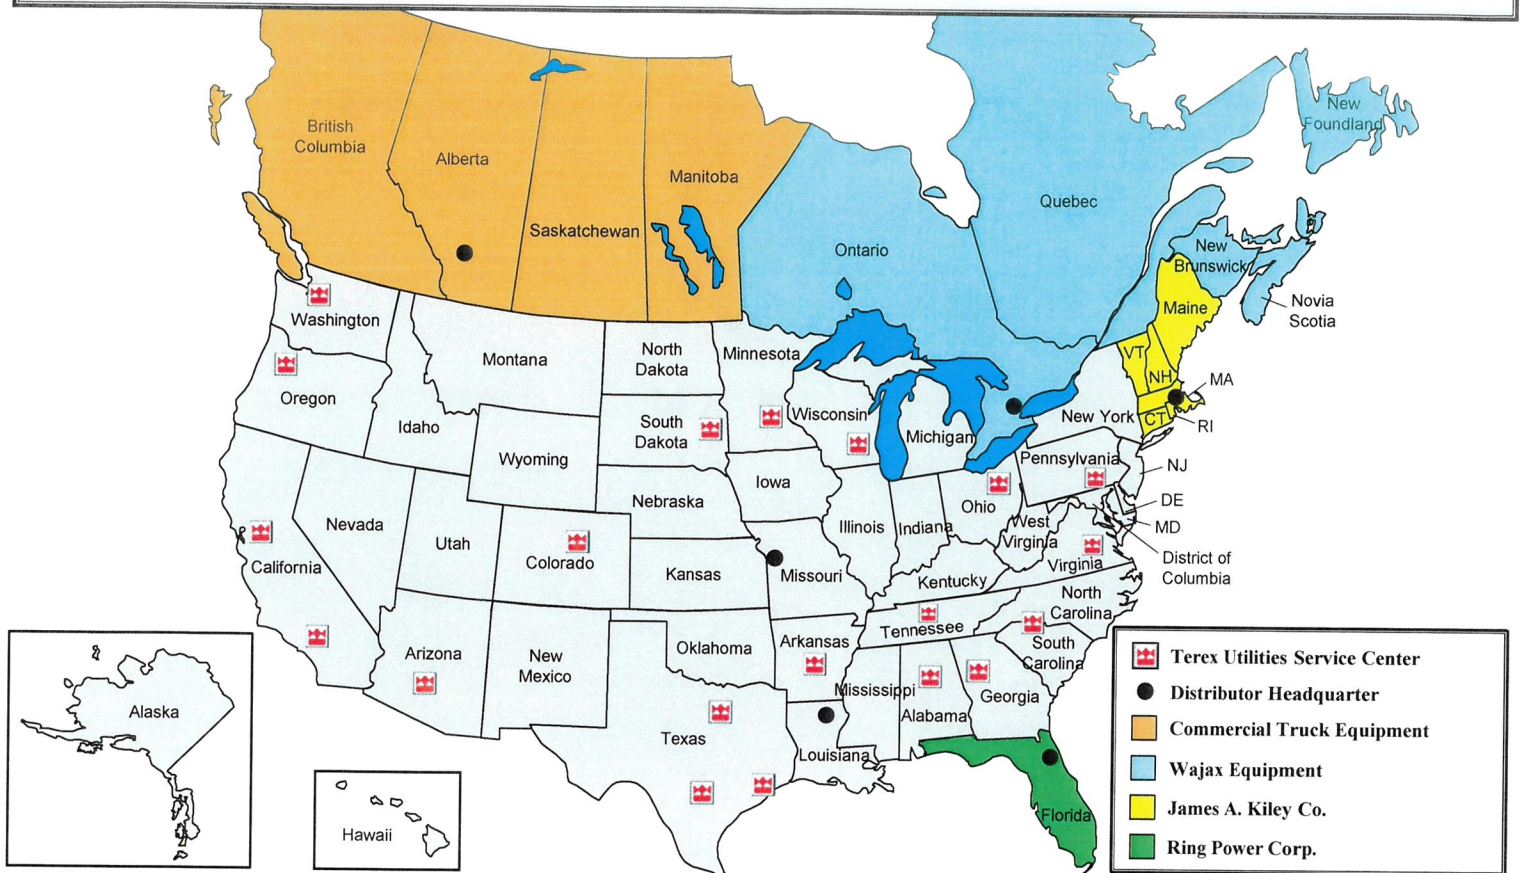 New
Foundland
British
Columbia
Alberta
Manitoba
Quebec
Saskatchewan
Ontario
New
Brunswick
Novia
Scotia
Maine
Washington
Montana
North
Dakota
Minnesota
VT
NH
MA
Oregon
Idaho
South
Dakota
Wisconsin
Michigan
New York
CT
RI
Wyoming
Pennsylvania
NJ
Iowa
Nebraska
DE
Ohio
MD
Nevada
Utah
Illinois
Indiana
West
Virginia
Virginia
District of
Columbia
California
Colorado
Kansas
Missouri
Kentucky
North
Carolina
Tennessee
Arizona
New
Mexico
Oklahoma
Arkansas
South
Carolina
Mississippi
Alabama
Georgia
Alaska
Texas
Louisiana
Florida
Hawaii
Terex Utilities Service Center
Distributor Headquarter
Commercial Truck Equipment
Wajax Equipment
James A. Kiley Co.
Ring Power Corp.